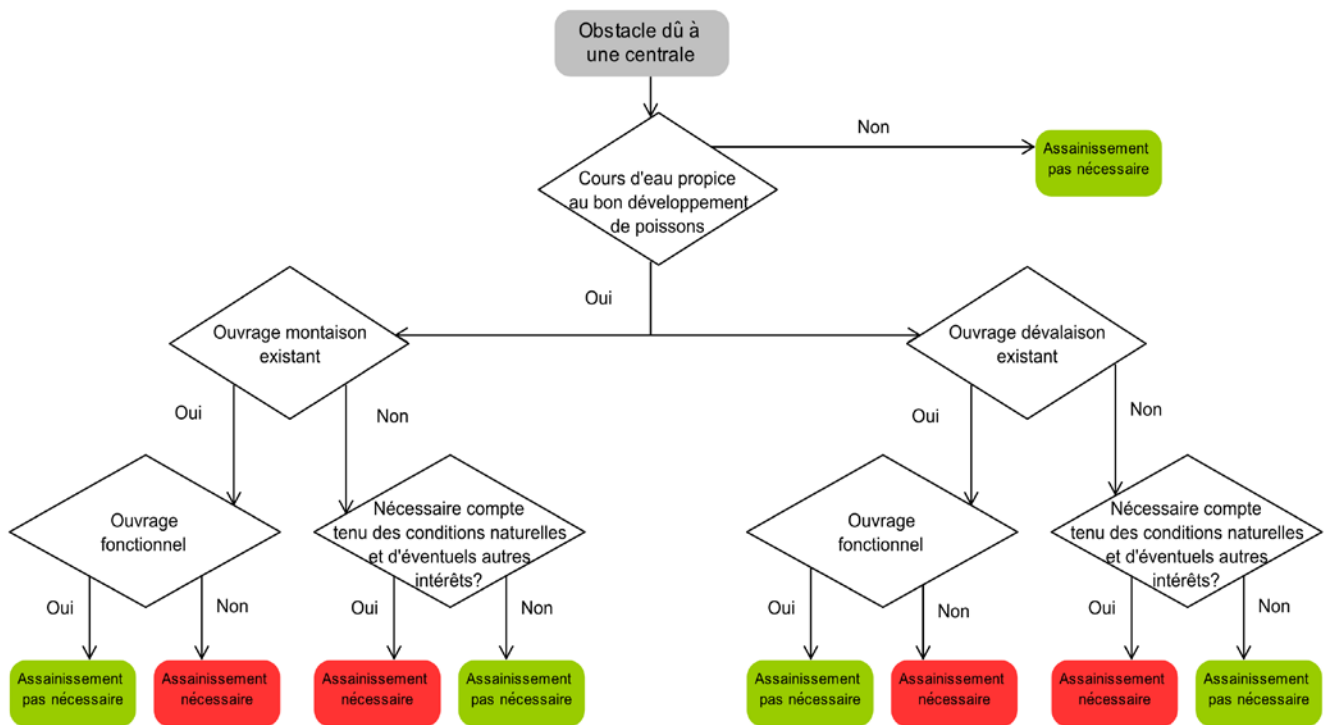 Obstacle dû à
une centrale
Non
Assainissement
pas nécessaire
Cours d'eau propice
au bon développement
de poissons
Oui
Ouvrage montaison
existant
Ouvrage dévalaison
existant
Oui
Non
Oui
Non
Ouvrage
fonctionnel
Nécessaire compte
tenu des conditions naturelles
et d'éventuels autres
intérêts?
Ouvrage
fonctionnel
Nécessaire compte
tenu des conditions naturelles
et d'éventuels autres
intérêts?
Oui
Non
Oui
Non
Oui
Non
Oui
Non
Assainissement
pas nécessaire
Assainissement
nécessaire
Assainissement
nécessaire
Assainissement
pas nécessaire
Assainissement
pas nécessaire
Assainissement
nécessaire
Assainissement
nécessaire
Assainissement
pas nécessaire